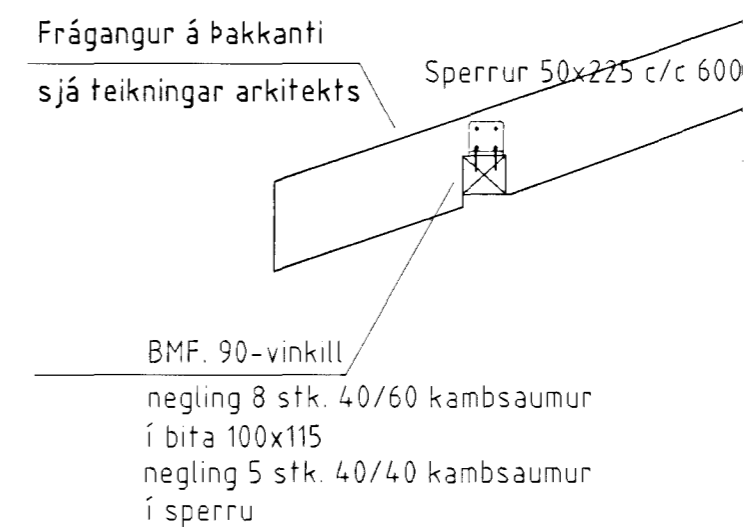 Frágangur á þakkanti
sjá teikningar arkitekts
Sperrur 50x225 c/c 600
BMF. 90-vinkill
negling 8 stk. 40/60 kambsaumur
í bita 100x115
negling 5 stk. 40/40 kambsaumur
í sperru